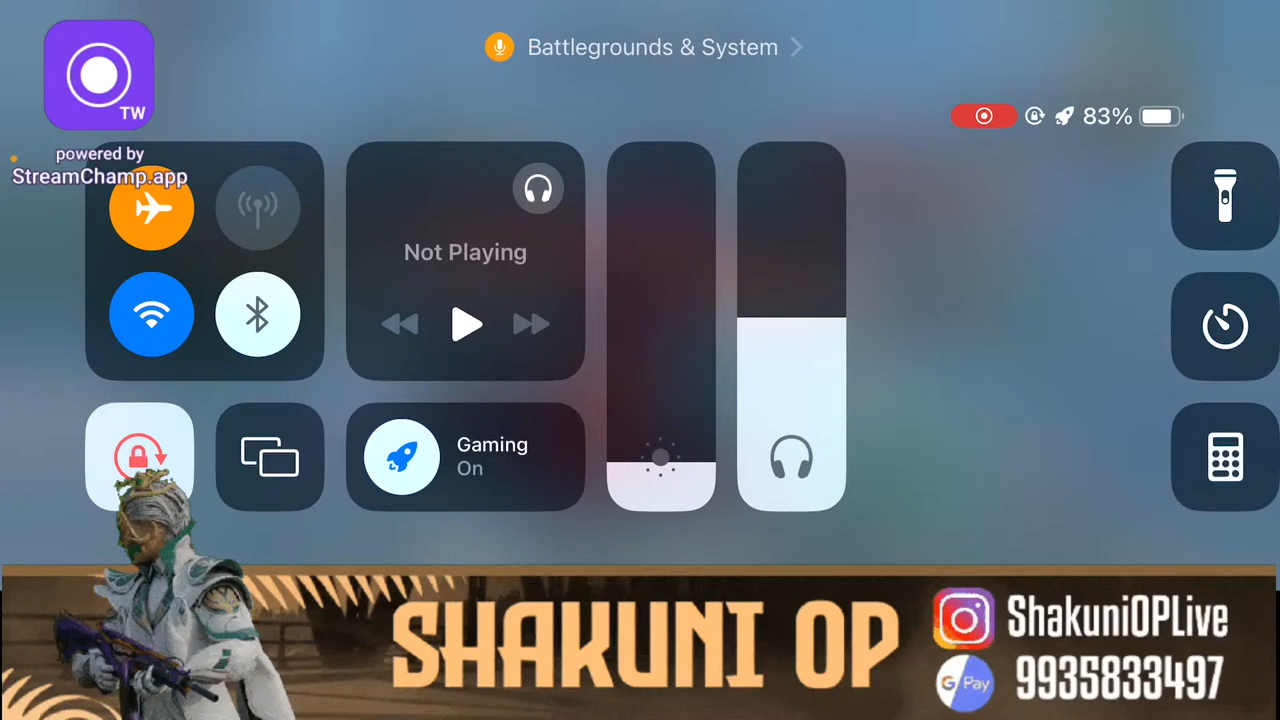 Battlegrounds & System
TW
83%
powered by
StreamChamp.app
Not Playing
Gaming
On
SHAKUNI OP
ShakuniOPLive
G Pay
9935833497